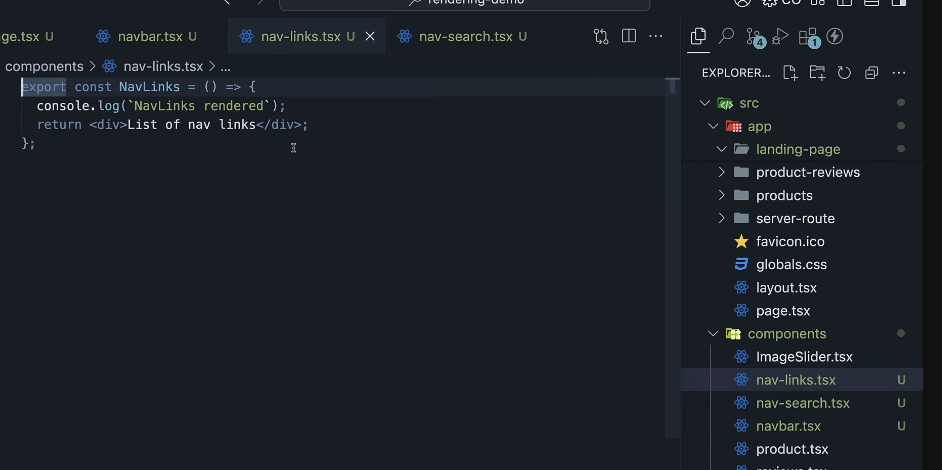 rendering-demo
ge.tsx U
navbar.tsx U
nav-links.tsx U
nav-search.tsx U
4
1
components > nav-links.tsx > ...
export const NavLinks = () => {
console.log(`NavLinks rendered`);
return <div>List of nav links</div>;
};
EXPLORER...
src
app
landing-page
product-reviews
products
server-route
favicon.ico
globals.css
layout.tsx
page.tsx
components
ImageSlider.tsx
nav-links.tsx U
nav-search.tsx U
navbar.tsx U
product.tsx
reviews.tsx